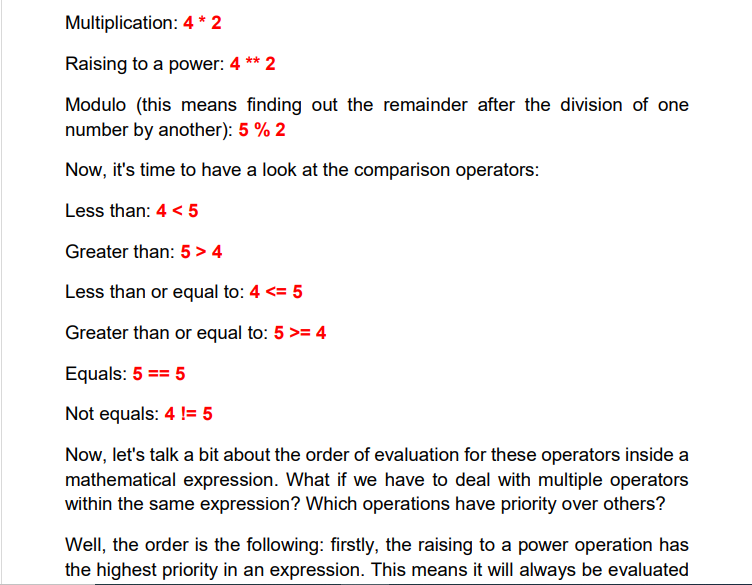 Multiplication: 4 * 2
Raising to a power: 4 ** 2
Modulo (this means finding out the remainder after the division of one
number by another): 5 % 2
Now, it's time to have a look at the comparison operators:
Less than: 4 < 5
Greater than: 5 > 4
Less than or equal to: 4 <= 5
Greater than or equal to: 5 >= 4
Equals: 5 == 5
Not equals: 4 != 5
Now, let's talk a bit about the order of evaluation for these operators inside a
mathematical expression. What if we have to deal with multiple operators
within the same expression? Which operations have priority over others?
Well, the order is the following: firstly, the raising to a power operation has
the highest priority in an expression. This means it will always be evaluated